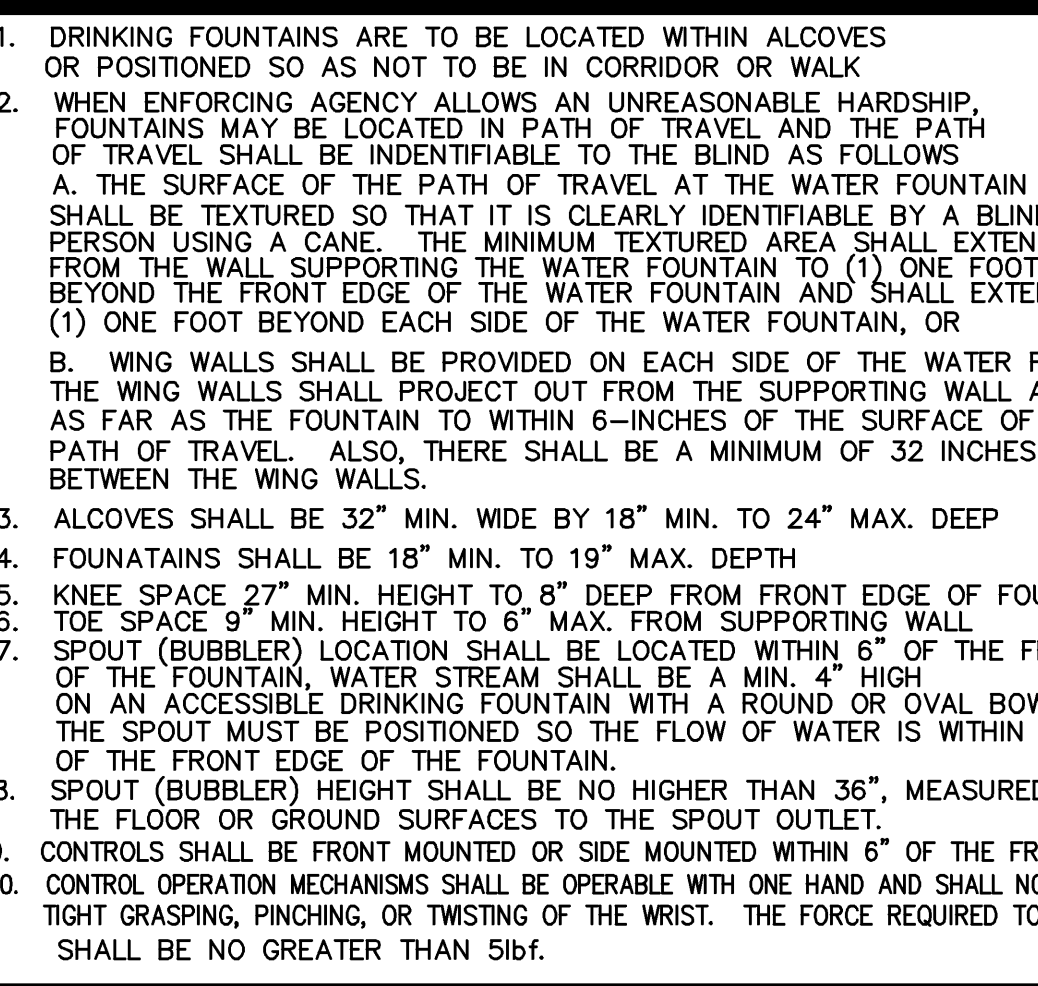 1. DRINKING FOUNTAINS ARE TO BE LOCATED WITHIN ALCOVES
OR POSITIONED SO AS NOT TO BE IN CORRIDOR OR WALK
2. WHEN ENFORCING AGENCY ALLOWS AN UNREASONABLE HARDSHIP,
FOUNTAINS MAY BE LOCATED IN PATH OF TRAVEL AND THE PATH
OF TRAVEL SHALL BE INDENTIFIABLE TO THE BLIND AS FOLLOWS
A. THE SURFACE OF THE PATH OF TRAVEL AT THE WATER FOUNTAIN
SHALL BE TEXTURED SO THAT IT IS CLEARLY IDENTIFIABLE BY A BLIN
PERSON USING A CANE. THE MINIMUM TEXTURED AREA SHALL EXTEN
FROM THE WALL SUPPORTING THE WATER FOUNTAIN TO (1) ONE FOOT
BEYOND THE FRONT EDGE OF THE WATER FOUNTAIN AND SHALL EXTE
(1) ONE FOOT BEYOND EACH SIDE OF THE WATER FOUNTAIN, OR
B. WING WALLS SHALL BE PROVIDED ON EACH SIDE OF THE WATER F
THE WING WALLS SHALL PROJECT OUT FROM THE SUPPORTING WALL A
AS FAR AS THE FOUNTAIN TO WITHIN 6-INCHES OF THE SURFACE OF
PATH OF TRAVEL. ALSO, THERE SHALL BE A MINIMUM OF 32 INCHES
BETWEEN THE WING WALLS.
3. ALCOVES SHALL BE 32" MIN. WIDE BY 18" MIN. TO 24" MAX. DEEP
4. FOUNATAINS SHALL BE 18" MIN. TO 19" MAX. DEPTH
5. KNEE SPACE 27" MIN. HEIGHT TO 8" DEEP FROM FRONT EDGE OF FOU
6. TOE SPACE 9" MIN. HEIGHT TO 6" MAX. FROM SUPPORTING WALL
7. SPOUT (BUBBLER) LOCATION SHALL BE LOCATED WITHIN 6" OF THE F
OF THE FOUNTAIN, WATER STREAM SHALL BE A MIN. 4" HIGH
ON AN ACCESSIBLE DRINKING FOUNTAIN WITH A ROUND OR OVAL BOW
THE SPOUT MUST BE POSITIONED SO THE FLOW OF WATER IS WITHIN
OF THE FRONT EDGE OF THE FOUNTAIN.
8. SPOUT (BUBBLER) HEIGHT SHALL BE NO HIGHER THAN 36", MEASURED
THE FLOOR OR GROUND SURFACES TO THE SPOUT OUTLET.
. CONTROLS SHALL BE FRONT MOUNTED OR SIDE MOUNTED WITHIN 6" OF THE FR
0. CONTROL OPERATION MECHANISMS SHALL BE OPERABLE WITH ONE HAND AND SHALL NO
TIGHT GRASPING, PINCHING, OR TWISTING OF THE WRIST. THE FORCE REQUIRED TO
SHALL BE NO GREATER THAN 5lbf.